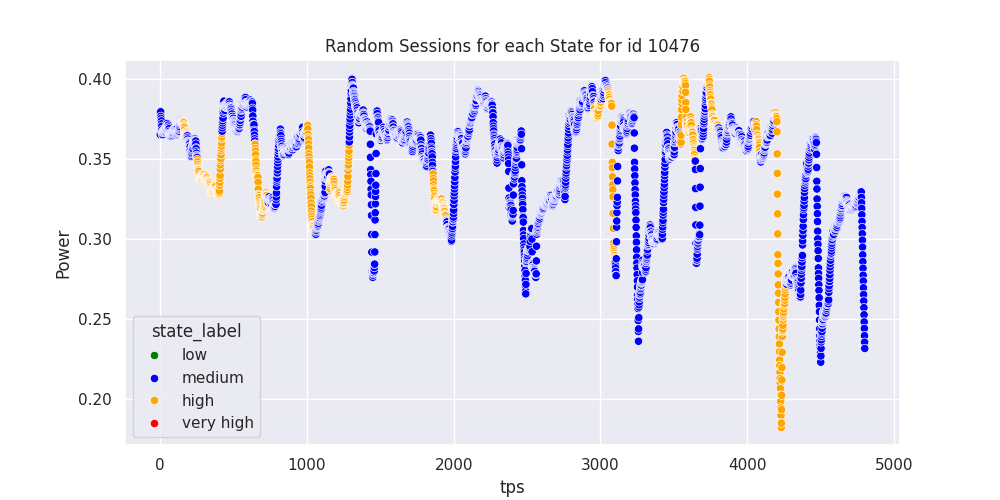 Random Sessions for each State for id 10476
Power
0.40
0.35
0.30
0.25
0.20
state_label
low
medium
high
very high
0 1000 2000 3000 4000 5000
tps